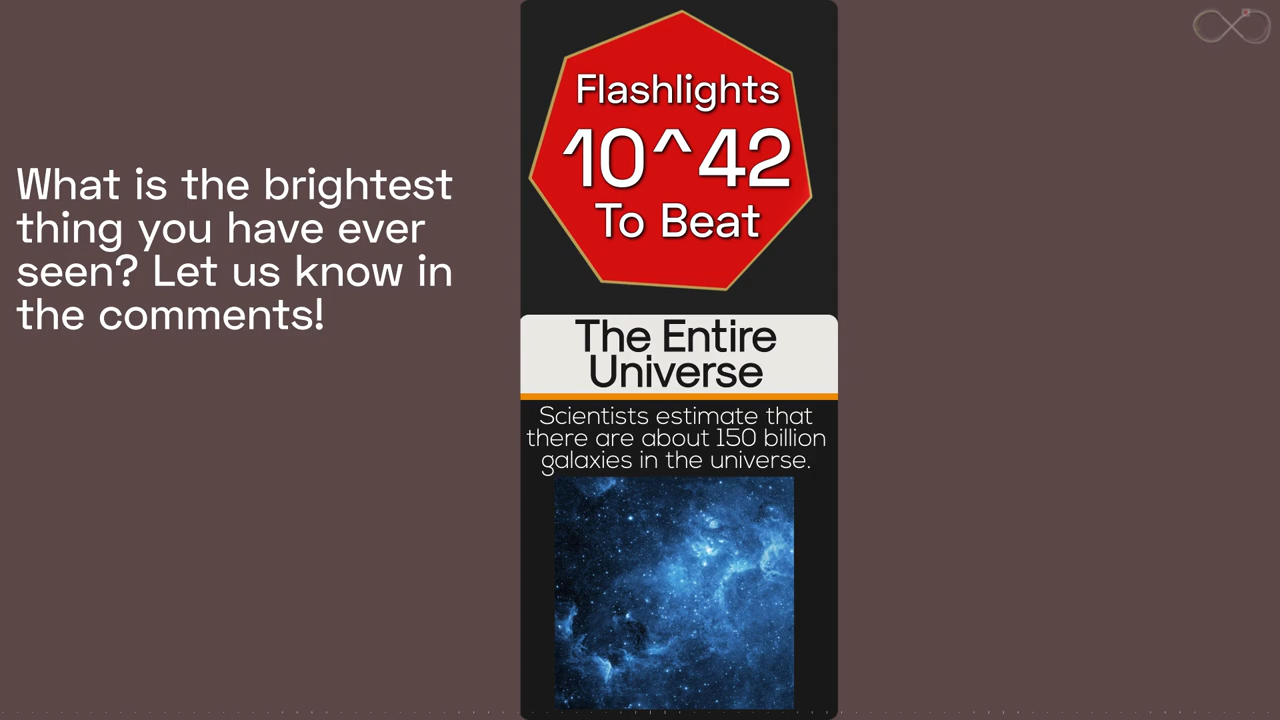 What is the brightest
thing you have ever
seen? Let us know in
the comments!
Flashlights
10^42
To Beat
The Entire
Universe
Scientists estimate that
there are about 150 billion
galaxies in the universe.